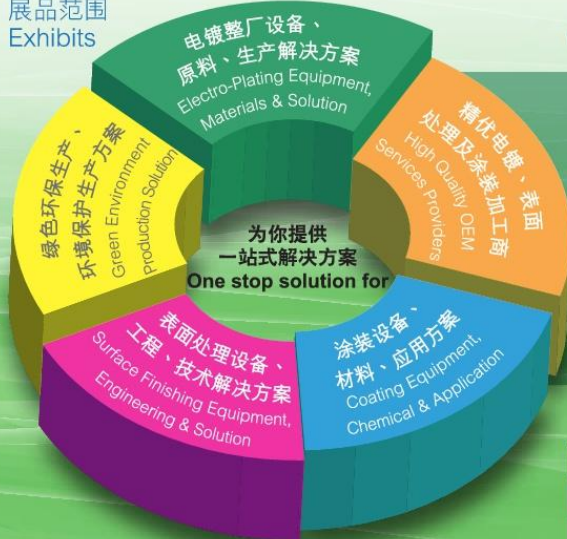 展品范围
Exhibits
电镀整厂设备、
原料、生产解决方案
Electro-Plating Equipment,
Materials & Solution
精优电镀、表面
处理及涂装加工商
High Quality OEM
Services Providers
涂装设备、
材料、应用方案
Coating Equipment,
Chemical & Application
表面处理设备、
工程、技术解决方案
Surface Finishing Equipment,
Engineering & Solution
绿色环保生产、
环境保护生产方案
Green Environment
Production Solution
为你提供
一站式解决方案
One stop solution for